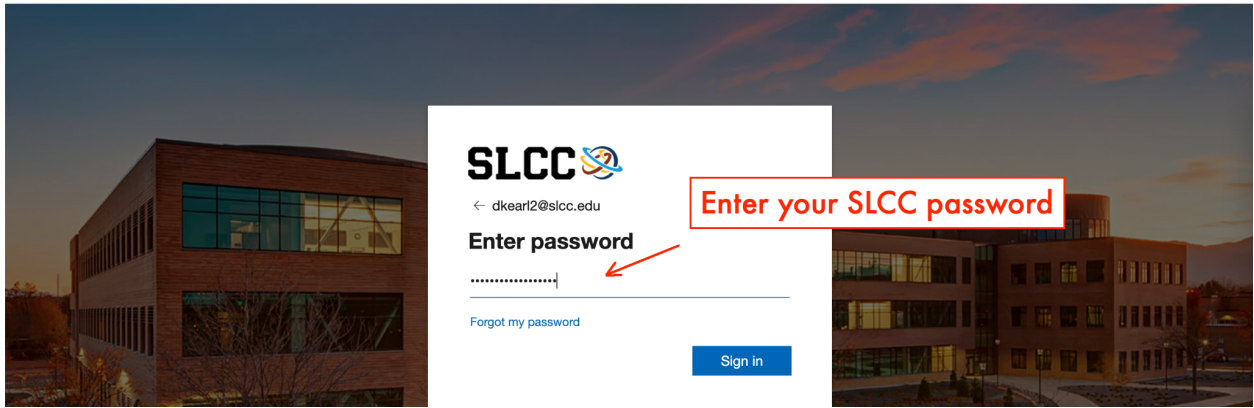 SLCC
← dkearl2@slcc.edu
Enter your SLCC password
Enter password
••••••••••••••••••
Forgot my password
Sign in